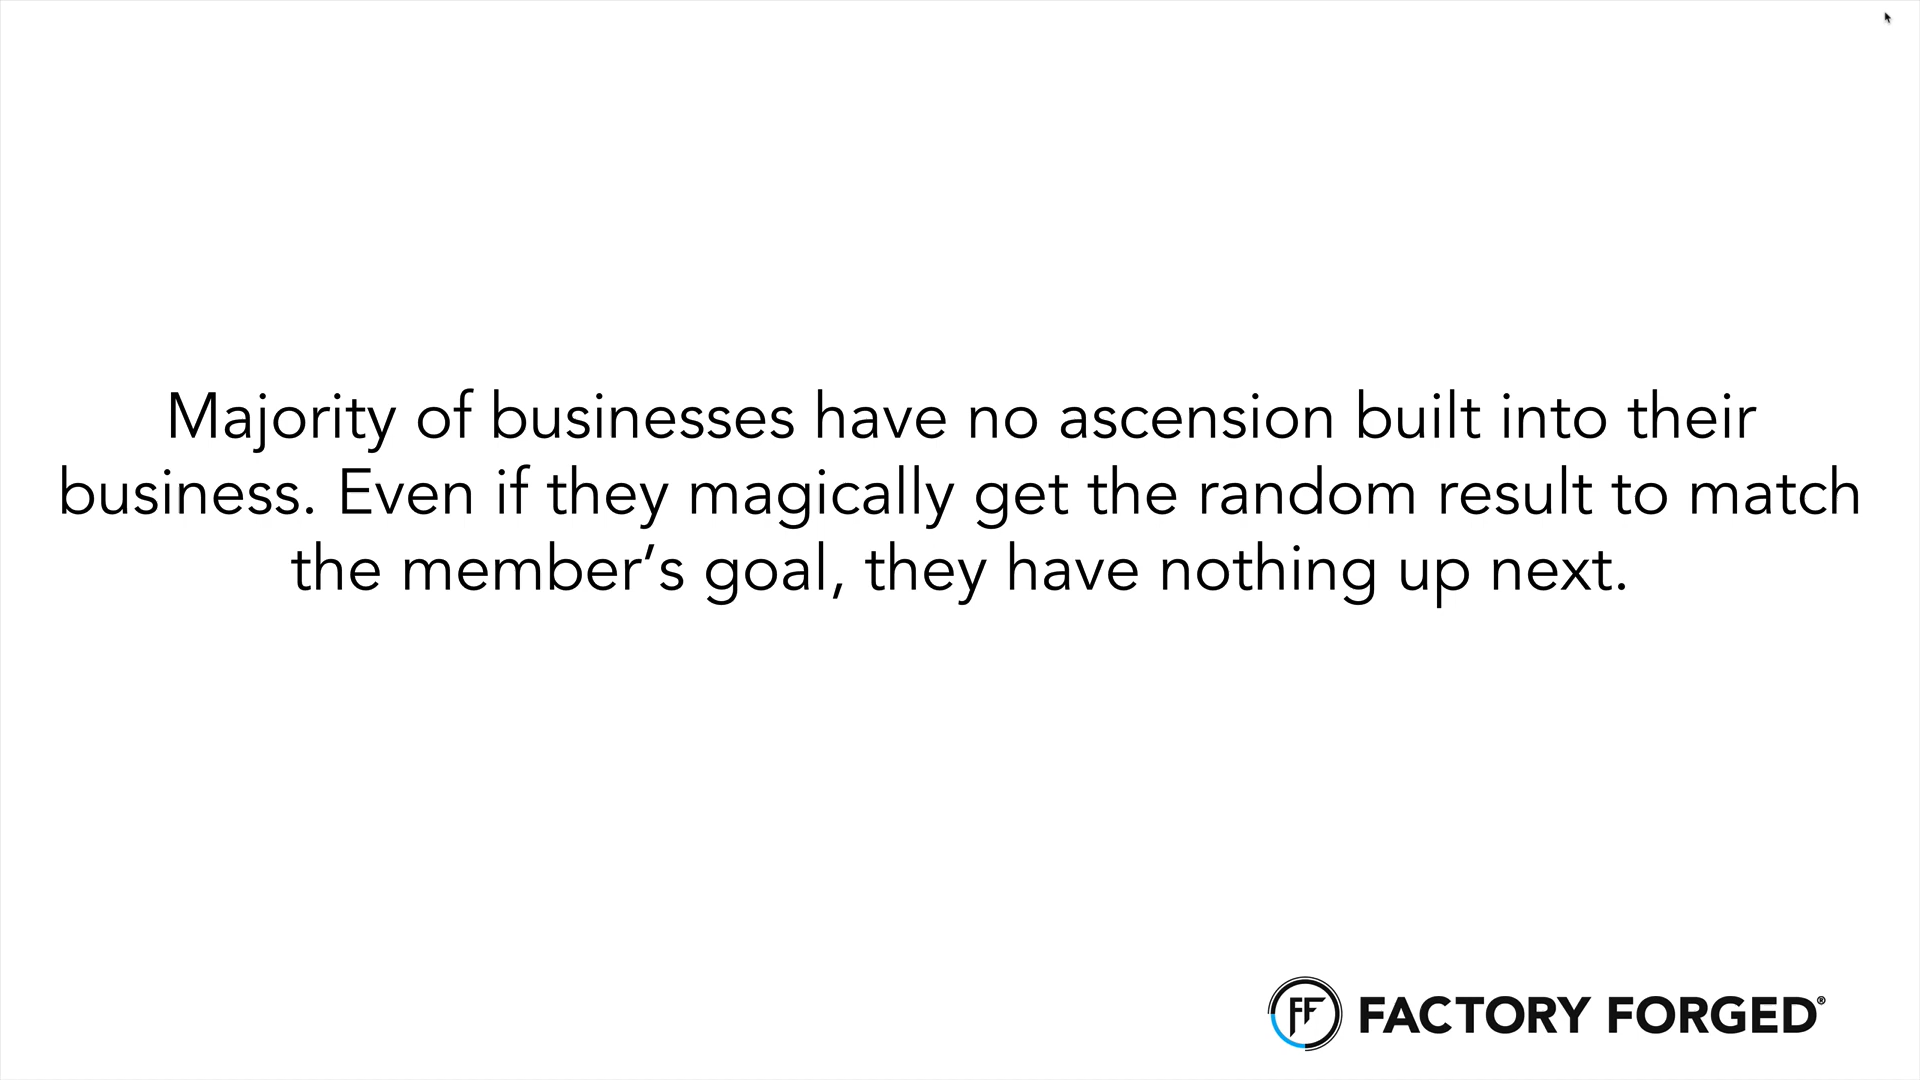 Majority of businesses have no ascension built into their
business. Even if they magically get the random result to match
the member’s goal, they have nothing up next.
FF FACTORY FORGED®